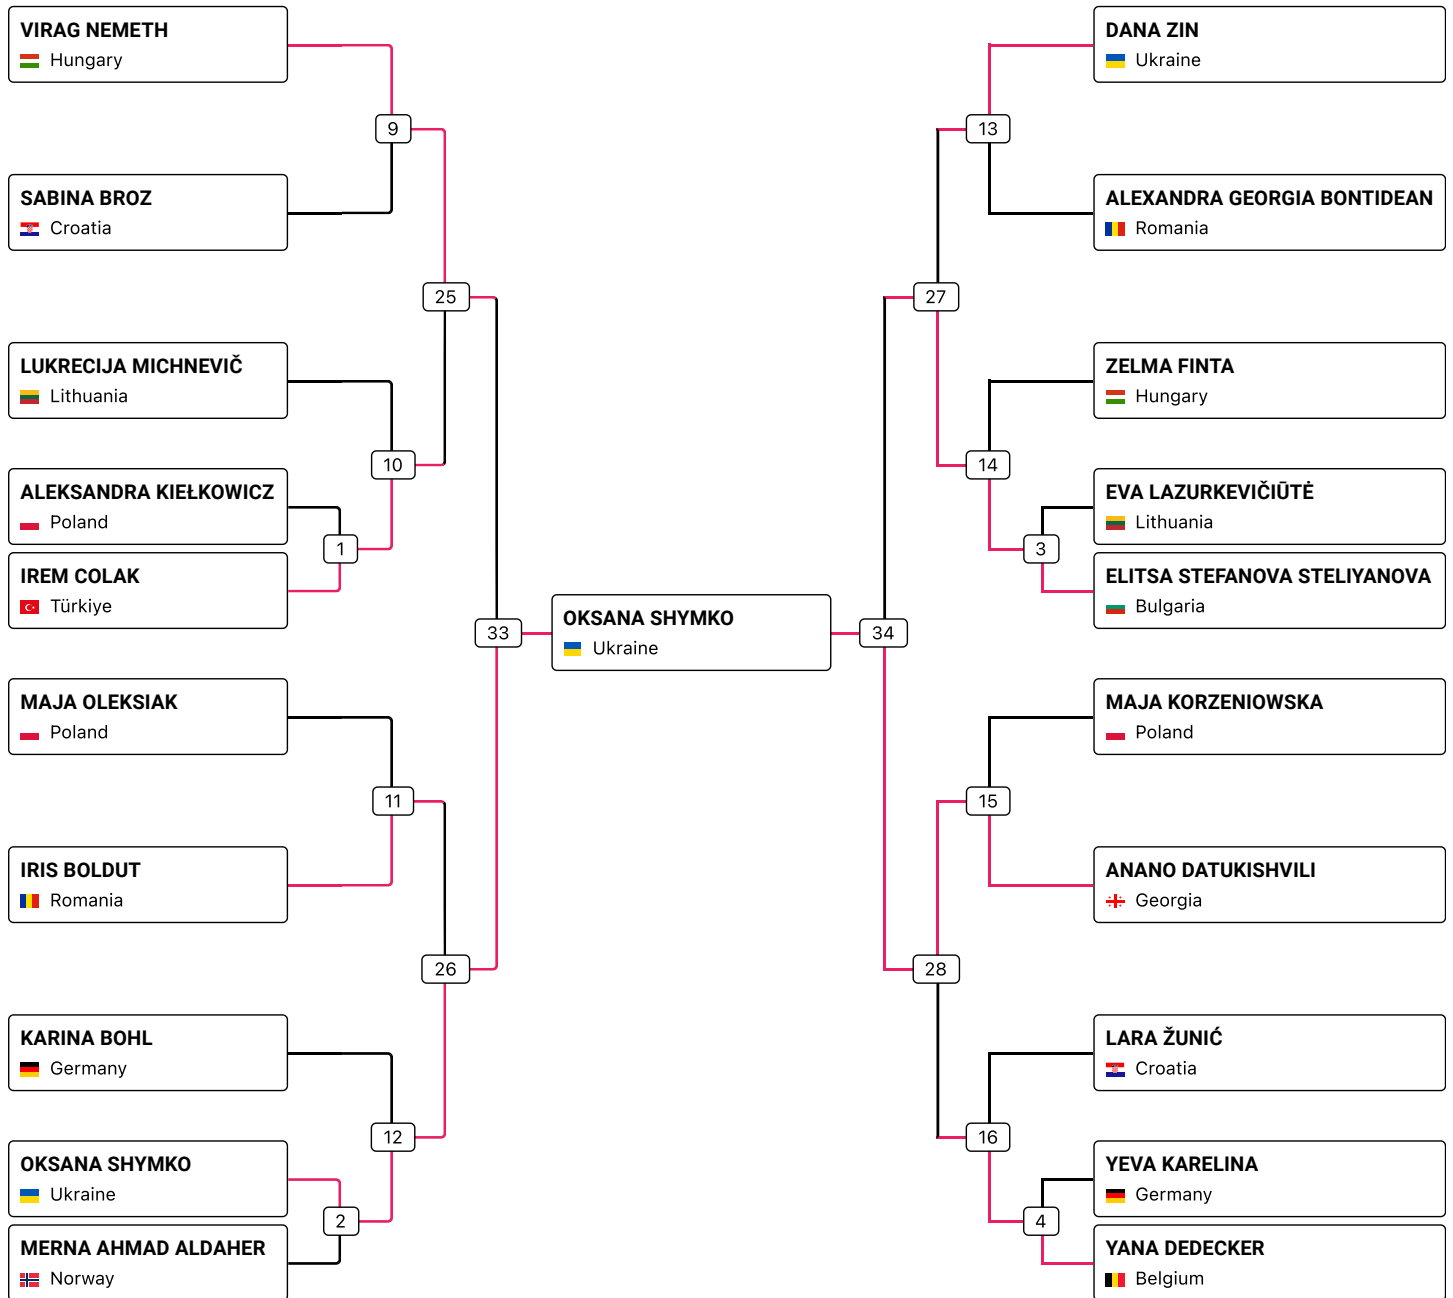 VIRAG NEMETH
Hungary
9
SABINA BROZ
Croatia
25
LUKRECIJA MICHNEVIČ
Lithuania
10
ALEKSANDRA KIEŁKOWICZ
Poland
1
IREM COLAK
Türkiye
33
MAJA OLEKSIAK
Poland
11
IRIS BOLDUT
Romania
26
KARINA BOHL
Germany
12
OKSANA SHYMKO
Ukraine
2
MERNA AHMAD ALDAHER
Norway
OKSANA SHYMKO
Ukraine
DANA ZIN
Ukraine
13
ALEXANDRA GEORGIA BONTIDEAN
Romania
27
ZELMA FINTA
Hungary
14
EVA LAZURKEVIČIŪTĖ
Lithuania
3
ELITSA STEFANOVA STELIYANOVA
Bulgaria
34
MAJA KORZENIOWSKA
Poland
15
ANANO DATUKISHVILI
Georgia
28
LARA ŽUNIĆ
Croatia
16
YEVA KARELINA
Germany
4
YANA DEDECKER
Belgium